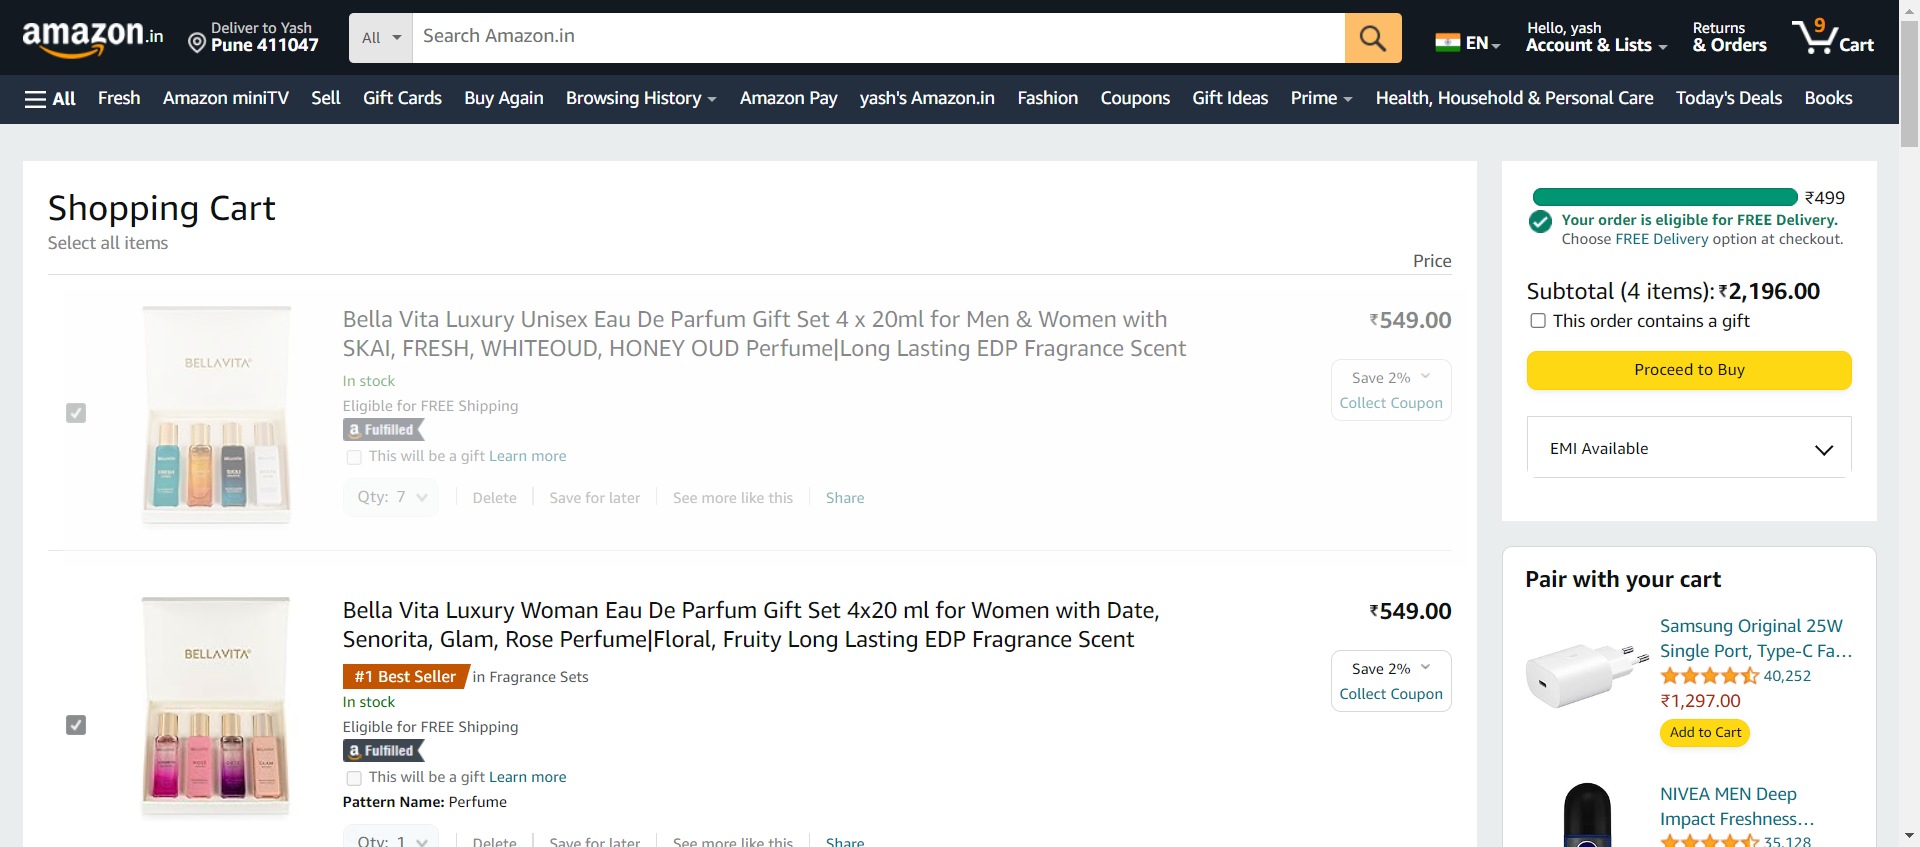 amazon.in
Deliver to Yash
Pune 411047
All
Search Amazon.in
EN
Hello, yash
Account & Lists
Returns
& Orders
9
Cart
All
Fresh
Amazon miniTV
Sell
Gift Cards
Buy Again
Browsing History
Amazon Pay
yash's Amazon.in
Fashion
Coupons
Gift Ideas
Prime
Health, Household & Personal Care
Today's Deals
Books
Shopping Cart
Select all items
Price
BELLAVITA
Bella Vita Luxury Unisex Eau De Parfum Gift Set 4 x 20ml for Men & Women with
SKAI, FRESH, WHITEOUD, HONEY OUD Perfume|Long Lasting EDP Fragrance Scent
₹549.00
In stock
Eligible for FREE Shipping
a Fulfilled
This will be a gift Learn more
Save 2%
Collect Coupon
Qty: 7
Delete
Save for later
See more like this
Share
BELLAVITA
Bella Vita Luxury Woman Eau De Parfum Gift Set 4x20 ml for Women with Date,
Senorita, Glam, Rose Perfume|Floral, Fruity Long Lasting EDP Fragrance Scent
₹549.00
#1 Best Seller in Fragrance Sets
In stock
Eligible for FREE Shipping
a Fulfilled
This will be a gift Learn more
Pattern Name: Perfume
Save 2%
Collect Coupon
Qty: 1
Delete
Save for later
See more like this
Share
₹499
Your order is eligible for FREE Delivery.
Choose FREE Delivery option at checkout.
Subtotal (4 items): ₹2,196.00
This order contains a gift
Proceed to Buy
EMI Available
Pair with your cart
Samsung Original 25W
Single Port, Type-C Fa...
40,252
₹1,297.00
Add to Cart
NIVEA MEN Deep
Impact Freshness...
35,128